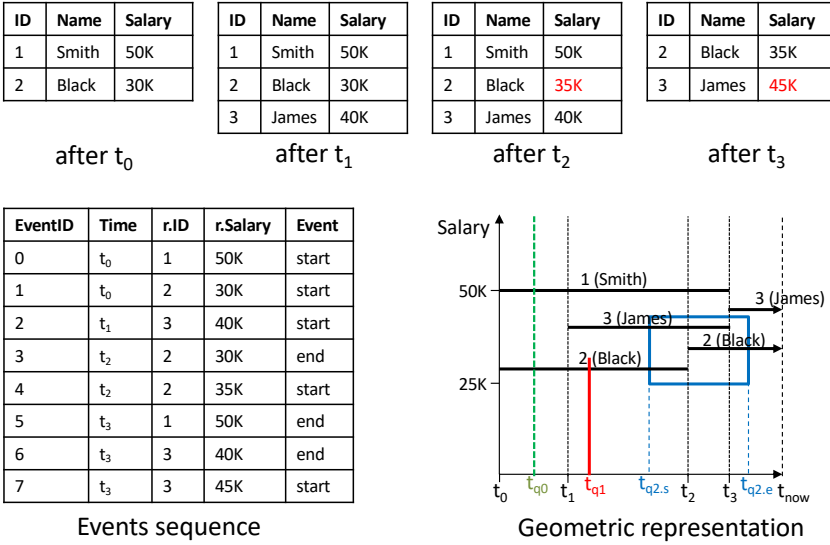 ID Name Salary
1 Smith 50K
2 Black 30K
after t0
ID Name Salary
1 Smith 50K
2 Black 30K
3 James 40K
after t1
ID Name Salary
1 Smith 50K
2 Black 35K
3 James 40K
after t2
ID Name Salary
2 Black 35K
3 James 45K
after t3
EventID Time r.ID r.Salary Event
0 t0 1 50K start
1 t0 2 30K start
2 t1 3 40K start
3 t2 2 30K end
4 t2 2 35K start
5 t3 1 50K end
6 t3 3 40K end
7 t3 3 45K start
Events sequence
Salary
1 (Smith)
50K
3 (James)
3 (James)
2 (Black)
2 (Black)
25K
t0 tq0 t1 tq1 tq2.s t2 t3 tq2.e tnow
Geometric representation